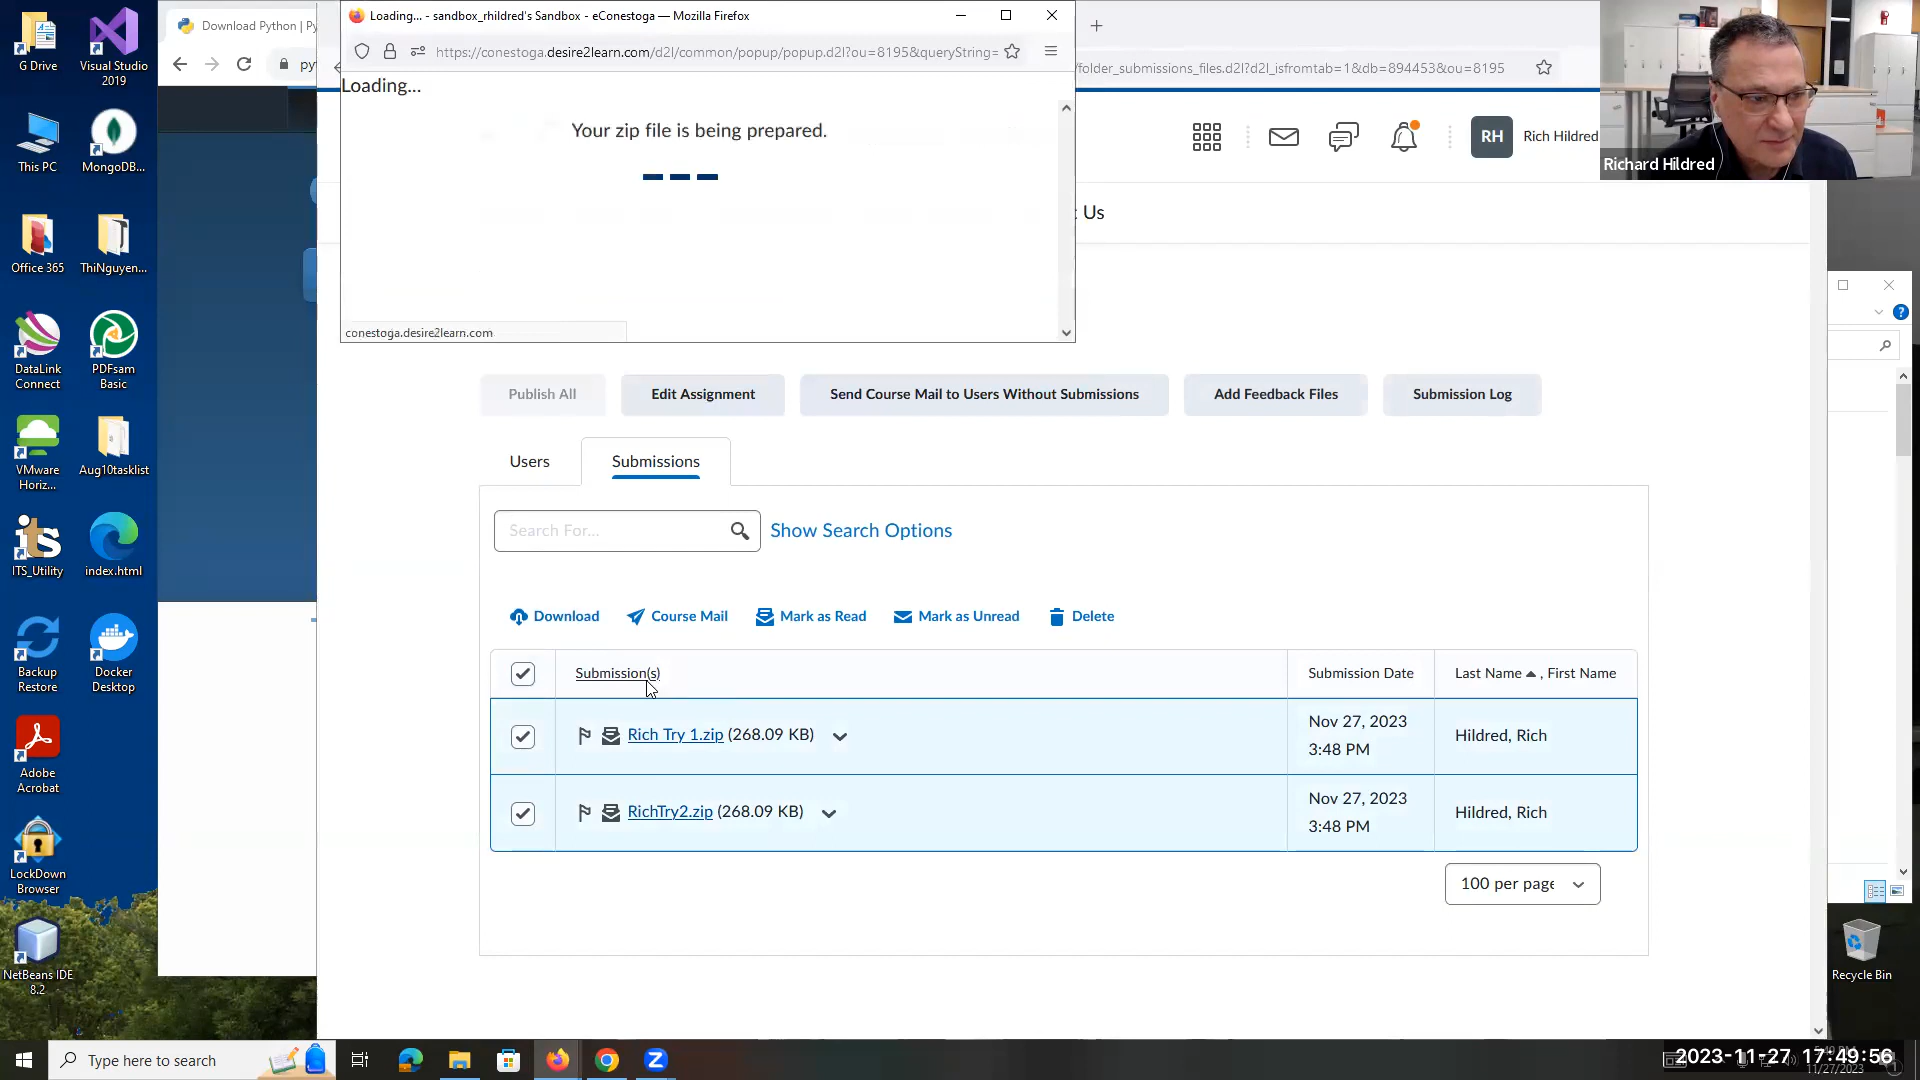 G Drive
Visual Studio
2019
This PC
MongoDB...
Office 365
ThiNguyen...
DataLink
Connect
PDFsam
Basic
VMware
Horiz...
Aug10tasklist
ITS_Utility
index.html
Backup
Restore
Docker
Desktop
Adobe
Acrobat
LockDown
Browser
NetBeans IDE
8.2
Download Python | Py
py
Loading... - sandbox_rhildred's Sandbox - eConestoga — Mozilla Firefox
https://conestoga.desire2learn.com/d2l/common/popup/popup.d2l?ou=8195&queryString=
Loading...
Your zip file is being prepared.
conestoga.desire2learn.com
/folder_submissions_files.d2l?d2l_isfromtab=1&db=894453&ou=8195
RH
Rich Hildred
Richard Hildred
Us
Publish All
Edit Assignment
Send Course Mail to Users Without Submissions
Add Feedback Files
Submission Log
Users
Submissions
Search For...
Show Search Options
Download
Course Mail
Mark as Read
Mark as Unread
Delete
Submission(s)
Submission Date
Last Name , First Name
Rich Try 1.zip (268.09 KB)
Nov 27, 2023
3:48 PM
Hildred, Rich
RichTry2.zip (268.09 KB)
Nov 27, 2023
3:48 PM
Hildred, Rich
100 per page
Recycle Bin
Type here to search
2023-11-27 17:49:56
11/27/2023